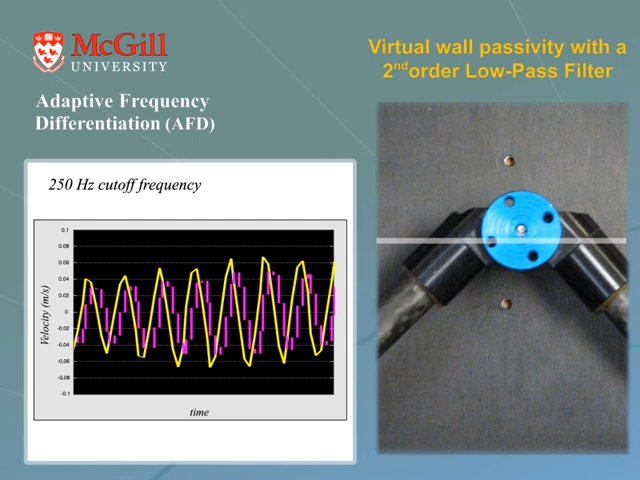 McGill
UNIVERSITY
Virtual wall passivity with a
2ndorder Low-Pass Filter
Adaptive Frequency
Differentiation (AFD)
250 Hz cutoff frequency
0.1
0.08
0.06
0.04
0.02
0
-0.02
-0.04
-0.06
-0.08
-0.1
Velocity (m/s)
time